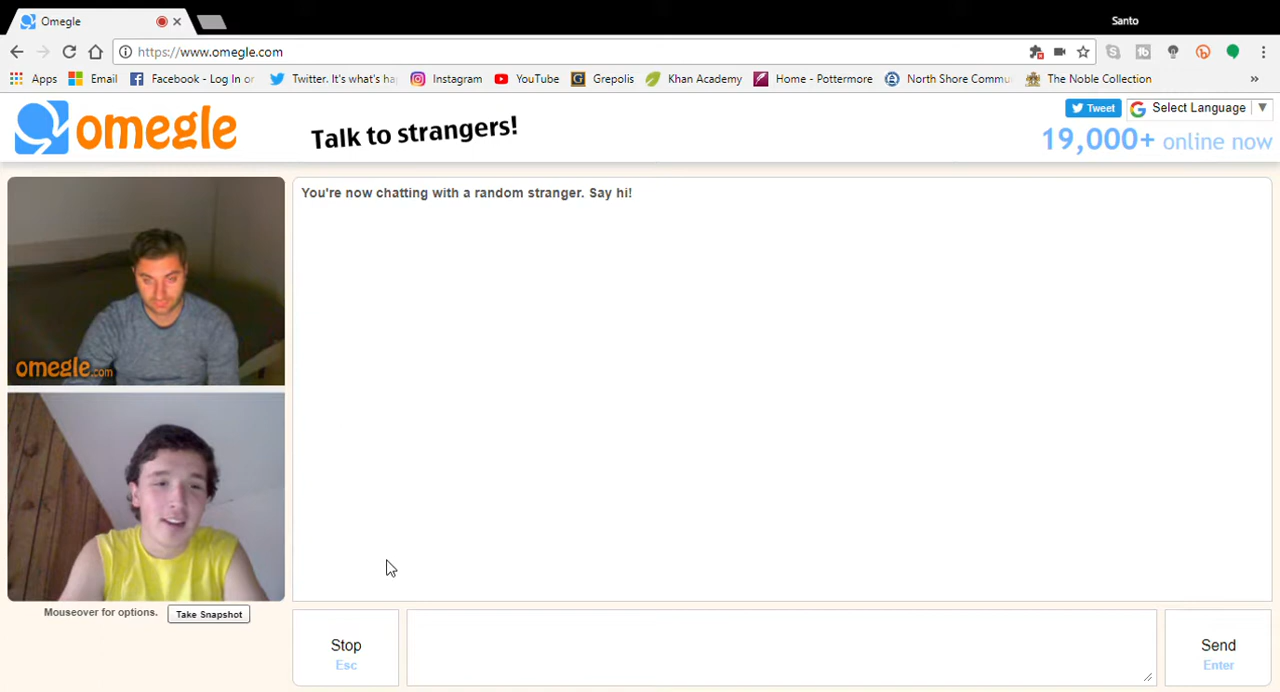 Omegle
Santo
https://www.omegle.com
Apps Email Facebook - Log In or Twitter. It's what's ha Instagram YouTube Grepolis Khan Academy Home - Pottermore North Shore Commu The Noble Collection »
omegle Talk to strangers!
Tweet Select Language ▼
19,000+ online now
You're now chatting with a random stranger. Say hi!
omegle.com
Mouseover for options. Take Snapshot
Stop
Esc
Send
Enter